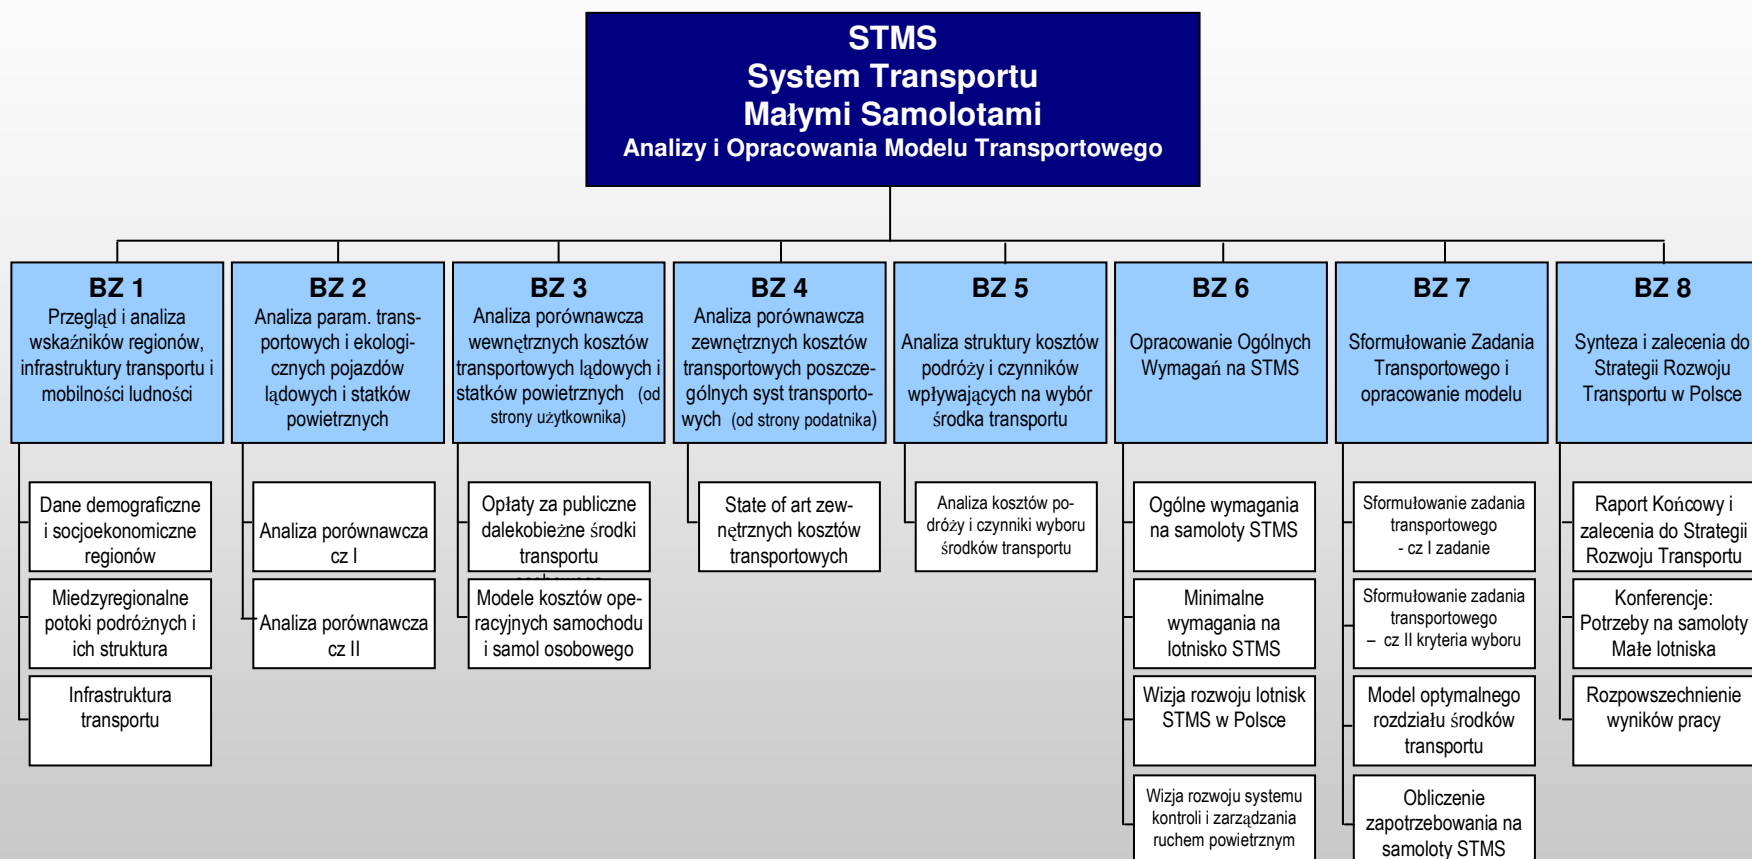 STMS
System Transportu
Małymi Samolotami
Analizy i Opracowania Modelu Transportowego
BZ 1
Przegląd i analiza
wskaźników regionów,
infrastruktury transportu i
mobilności ludności
BZ 2
Analiza param. trans-
portowych i ekologi-
cznych pojazdów
lądowych i statków
powietrznych
BZ 3
Analiza porównawcza
wewnętrznych kosztów
transportowych lądowych i
statków powietrznych (od
strony użytkownika)
BZ 4
Analiza porównawcza
zewnętrznych kosztów
transportowych poszcze-
gólnych syst transporto-
wych (od strony podatnika)
BZ 5
Analiza struktury kosztów
podróży i czynników
wpływających na wybór
środka transportu
BZ 6
Opracowanie Ogólnych
Wymagań na STMS
BZ 7
Sformułowanie Zadania
Transportowego i
opracowanie modelu
BZ 8
Synteza i zalecenia do
Strategii Rozwoju
Transportu w Polsce
Dane demograficzne
i socjoekonomiczne
regionów
Miedzyregionalne
potoki podróżnych i
ich struktura
Infrastruktura
transportu
Analiza porównawcza
cz I
Analiza porównawcza
cz II
Opłaty za publiczne
dalekobieżne środki
transportu
Modele kosztów ope-
racyjnych samochodu
i samol osobowego
State of art zew-
nętrznych kosztów
transportowych
Analiza kosztów po-
dróży i czynniki wyboru
środków transportu
Ogólne wymagania
na samoloty STMS
Minimalne
wymagania na
lotnisko STMS
Wizja rozwoju lotnisk
STMS w Polsce
Wizja rozwoju systemu
kontroli i zarządzania
ruchem powietrznym
Sformułowanie zadania
transportowego
- cz I zadanie
Sformułowanie zadania
transportowego
– cz II kryteria wyboru
Model optymalnego
rozdziału środków
transportu
Obliczenie
zapotrzebowania na
samoloty STMS
Raport Końcowy i
zalecenia do Strategii
Rozwoju Transportu
Konferencje:
Potrzeby na samoloty
Małe lotniska
Rozpowszechnienie
wyników pracy